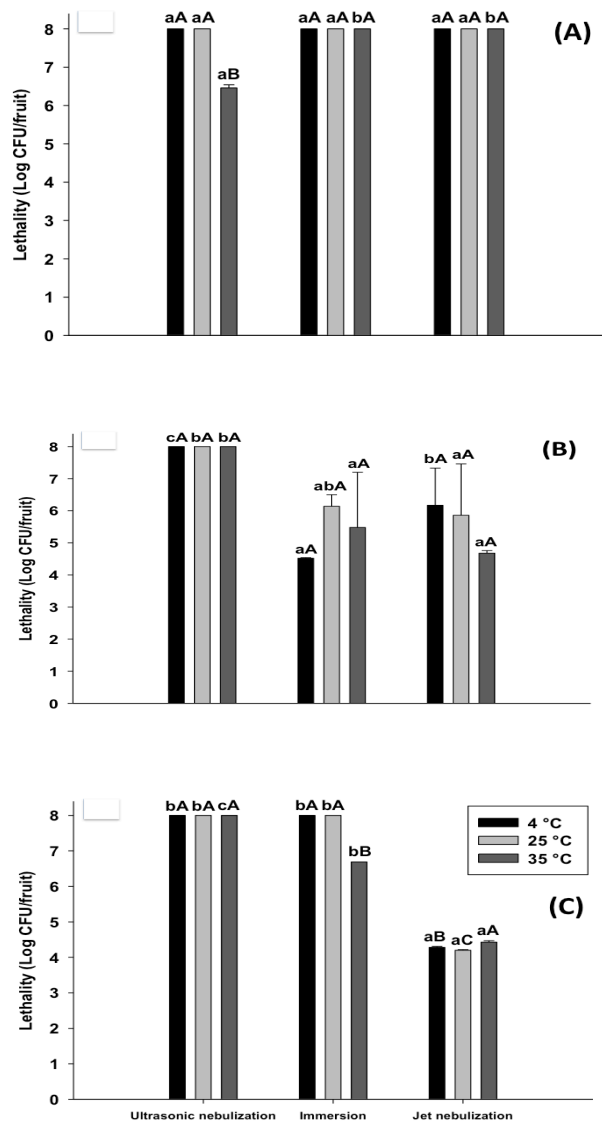 aA aA aB aA aA bA aA aA bA
(A)
8
7
6
5
4
3
2
1
0
Lethality (Log CFU/fruit)
cA bA bA aA abA aA bA aA aA
(B)
8
7
6
5
4
3
2
1
0
Lethality (Log CFU/fruit)
bA bA cA bA bA bB aB aC aA
8
7
6
5
4
3
2
1
0
Lethality (Log CFU/fruit)
4 °C
25 °C
35 °C
(C)
Ultrasonic nebulization Immersion Jet nebulization